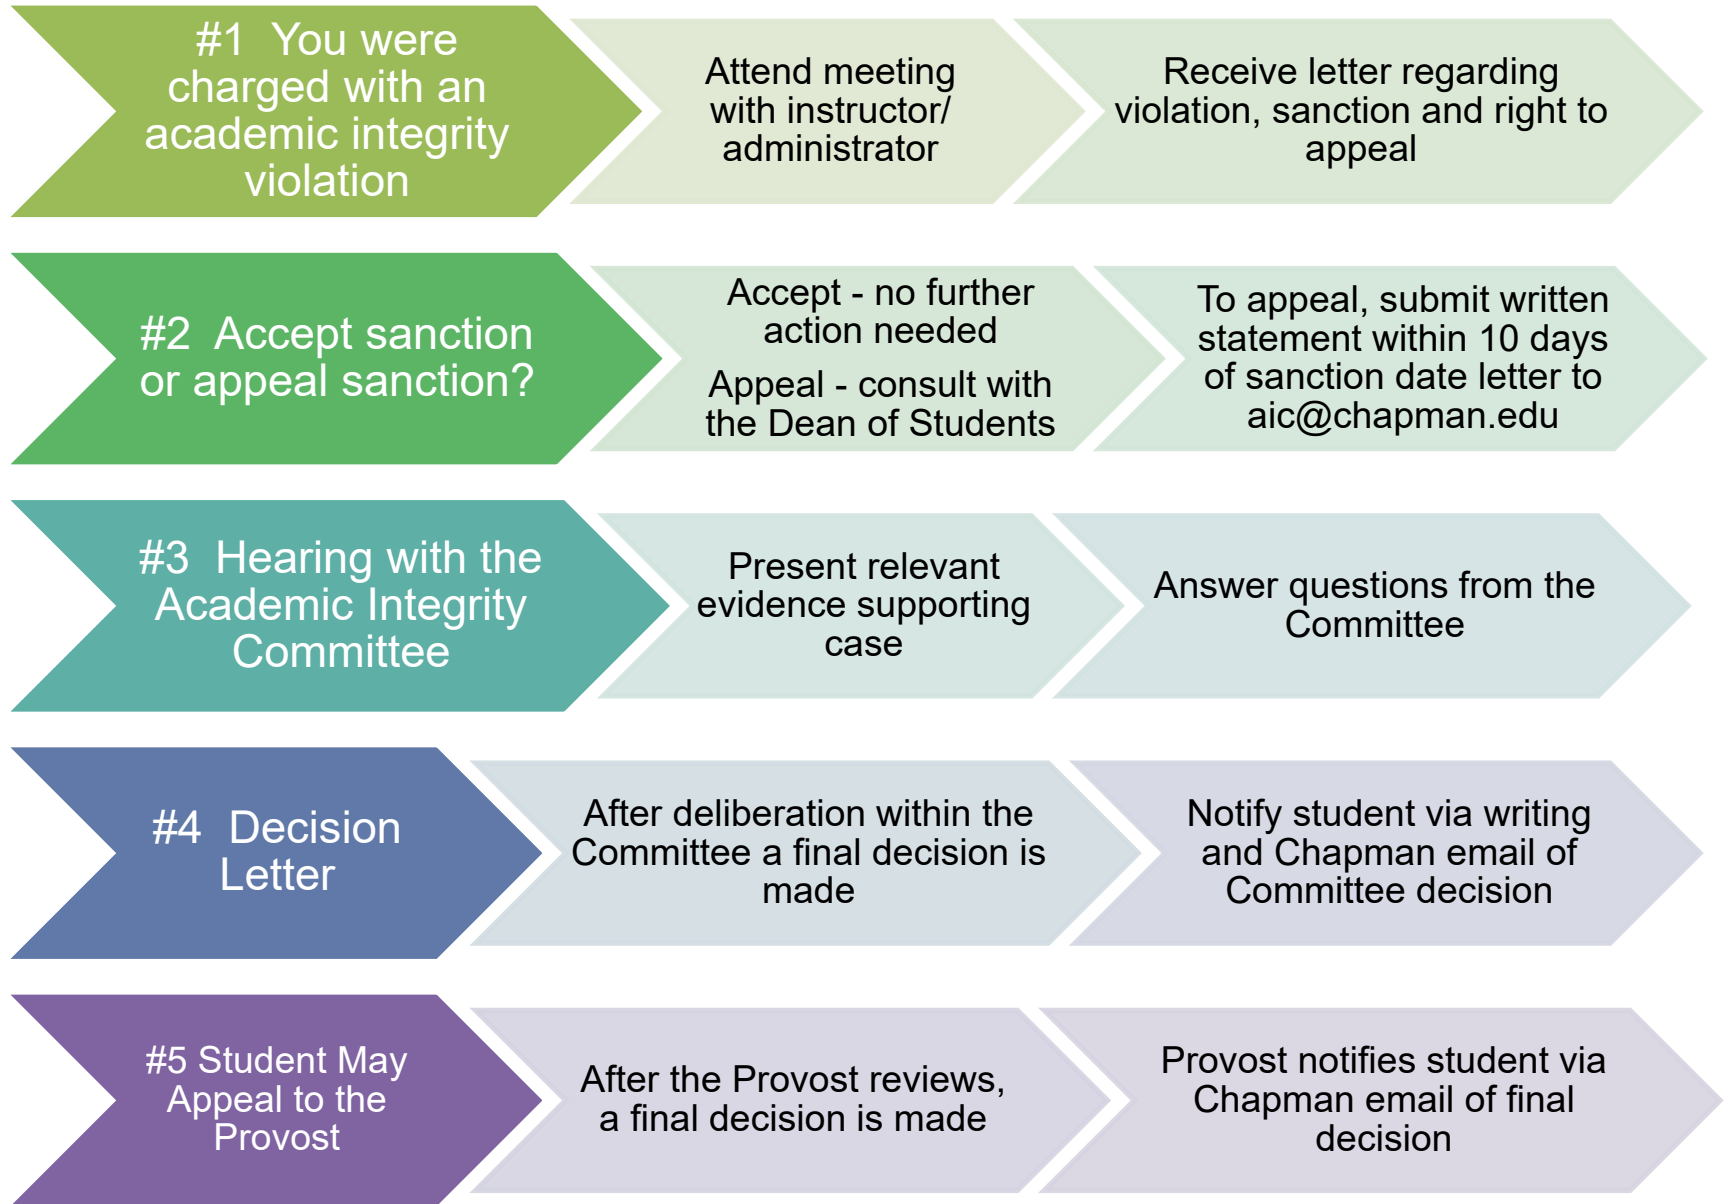 #1 You were
charged with an
academic integrity
violation
Attend meeting
with instructor/
administrator
Receive letter regarding
violation, sanction and right to
appeal
#2 Accept sanction
or appeal sanction?
Accept - no further
action needed
Appeal - consult with
the Dean of Students
To appeal, submit written
statement within 10 days
of sanction date letter to
aic@chapman.edu
#3 Hearing with the
Academic Integrity
Committee
Present relevant
evidence supporting
case
Answer questions from the
Committee
#4 Decision
Letter
After deliberation within the
Committee a final decision is
made
Notify student via writing
and Chapman email of
Committee decision
#5 Student May
Appeal to the
Provost
After the Provost reviews,
a final decision is made
Provost notifies student via
Chapman email of final
decision